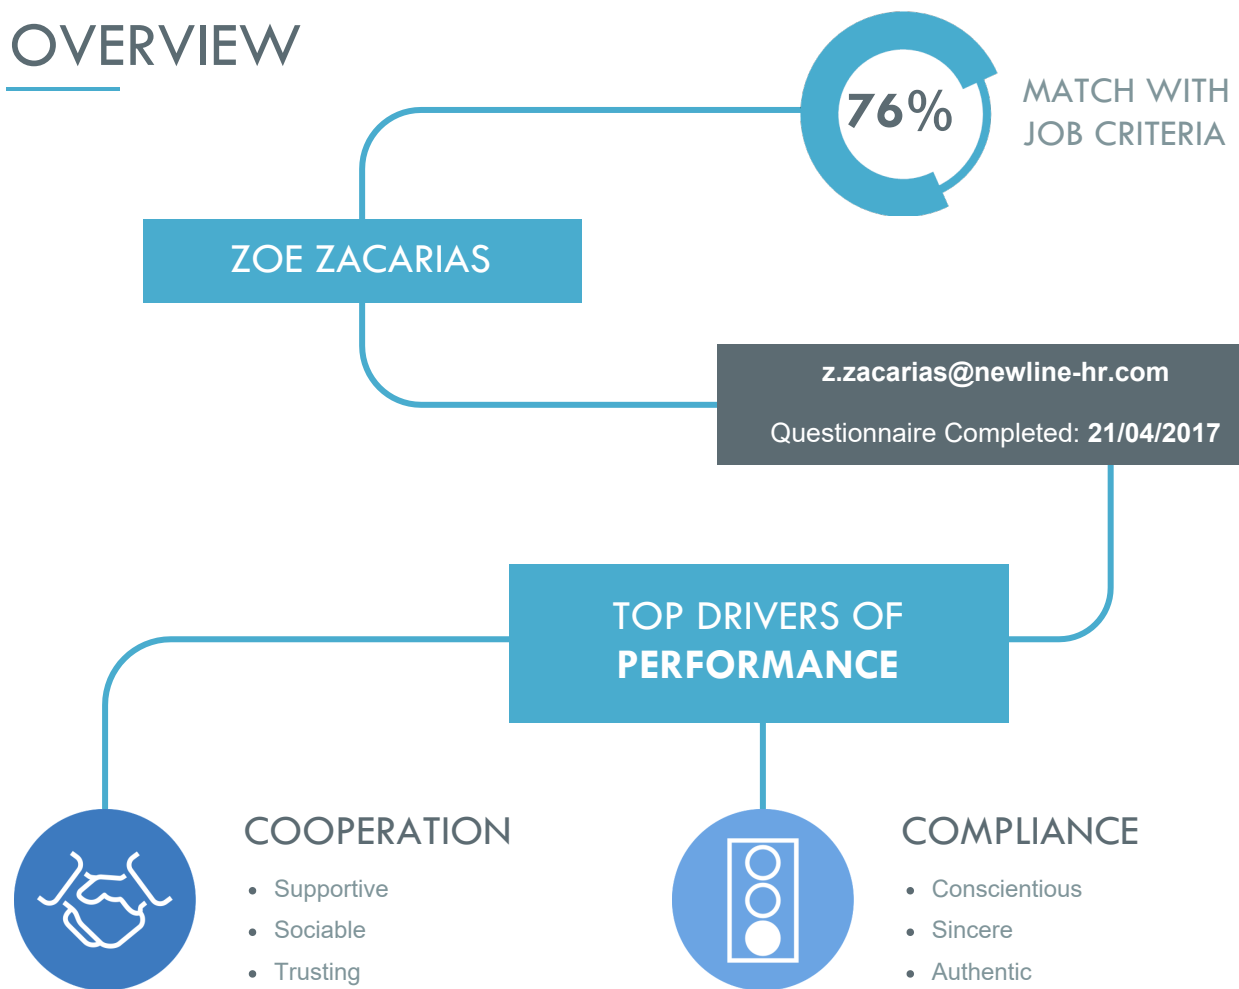 OVERVIEW
76%
MATCH WITH
JOB CRITERIA
ZOE ZACARIAS
z.zacarias@newline-hr.com
Questionnaire Completed: 21/04/2017
TOP DRIVERS OF
PERFORMANCE
COOPERATION
• Supportive
• Sociable
• Trusting
COMPLIANCE
• Conscientious
• Sincere
• Authentic